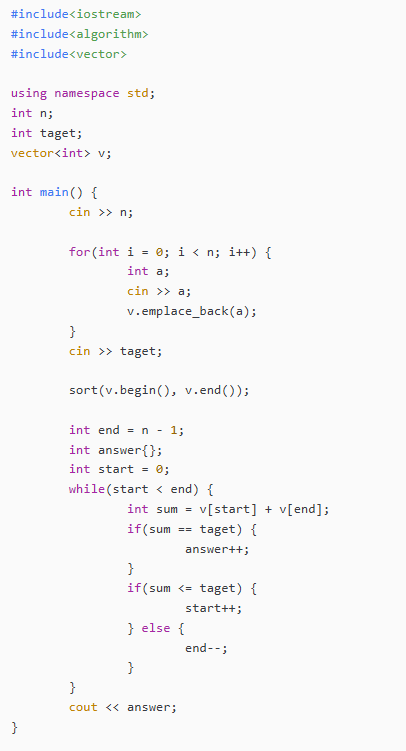 #include<iostream>
#include<algorithm>
#include<vector>
using namespace std;
int n;
int taget;
vector<int> v;
int main() {
cin >> n;
for(int i = 0; i < n; i++) {
int a;
cin >> a;
v.emplace_back(a);
}
cin >> taget;
sort(v.begin(), v.end());
int end = n - 1;
int answer{};
int start = 0;
while(start < end) {
int sum = v[start] + v[end];
if(sum == taget) {
answer++;
}
if(sum <= taget) {
start++;
} else {
end--;
}
}
cout << answer;
}